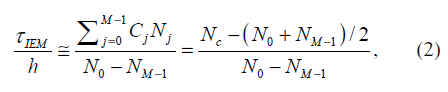 τ_IEM / h ≅ ∑_{j=0}^{M−1} C_j N_j / (N_0 − N_{M−1}) = (N_c − (N_0 + N_{M−1}) / 2) / (N_0 − N_{M−1}) , (2)